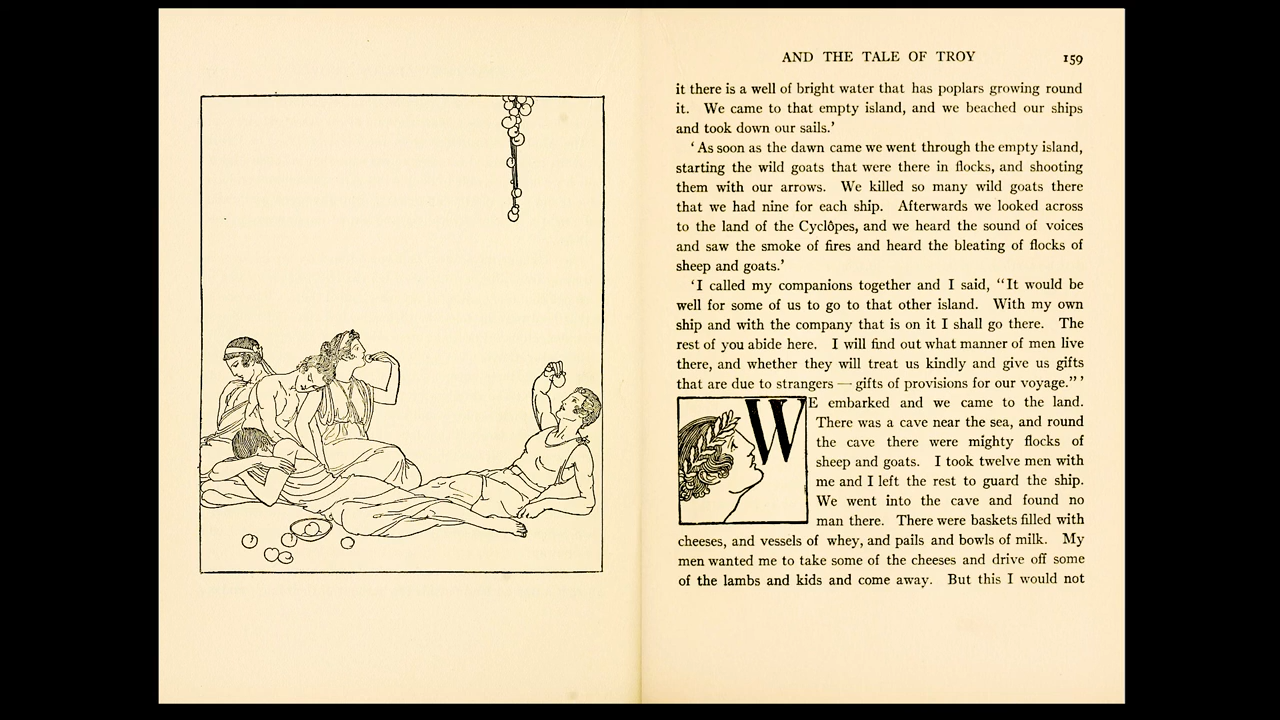 AND THE TALE OF TROY 159
it there is a well of bright water that has poplars growing round
it. We came to that empty island, and we beached our ships
and took down our sails.’
‘As soon as the dawn came we went through the empty island,
starting the wild goats that were there in flocks, and shooting
them with our arrows. We killed so many wild goats there
that we had nine for each ship. Afterwards we looked across
to the land of the Cyclôpes, and we heard the sound of voices
and saw the smoke of fires and heard the bleating of flocks of
sheep and goats.’
‘I called my companions together and I said, “It would be
well for some of us to go to that other island. With my own
ship and with the company that is on it I shall go there. The
rest of you abide here. I will find out what manner of men live
there, and whether they will treat us kindly and give us gifts
that are due to strangers — gifts of provisions for our voyage.” ’
WE embarked and we came to the land.
There was a cave near the sea, and round
the cave there were mighty flocks of
sheep and goats. I took twelve men with
me and I left the rest to guard the ship.
We went into the cave and found no
man there. There were baskets filled with
cheeses, and vessels of whey, and pails and bowls of milk. My
men wanted me to take some of the cheeses and drive off some
of the lambs and kids and come away. But this I would not